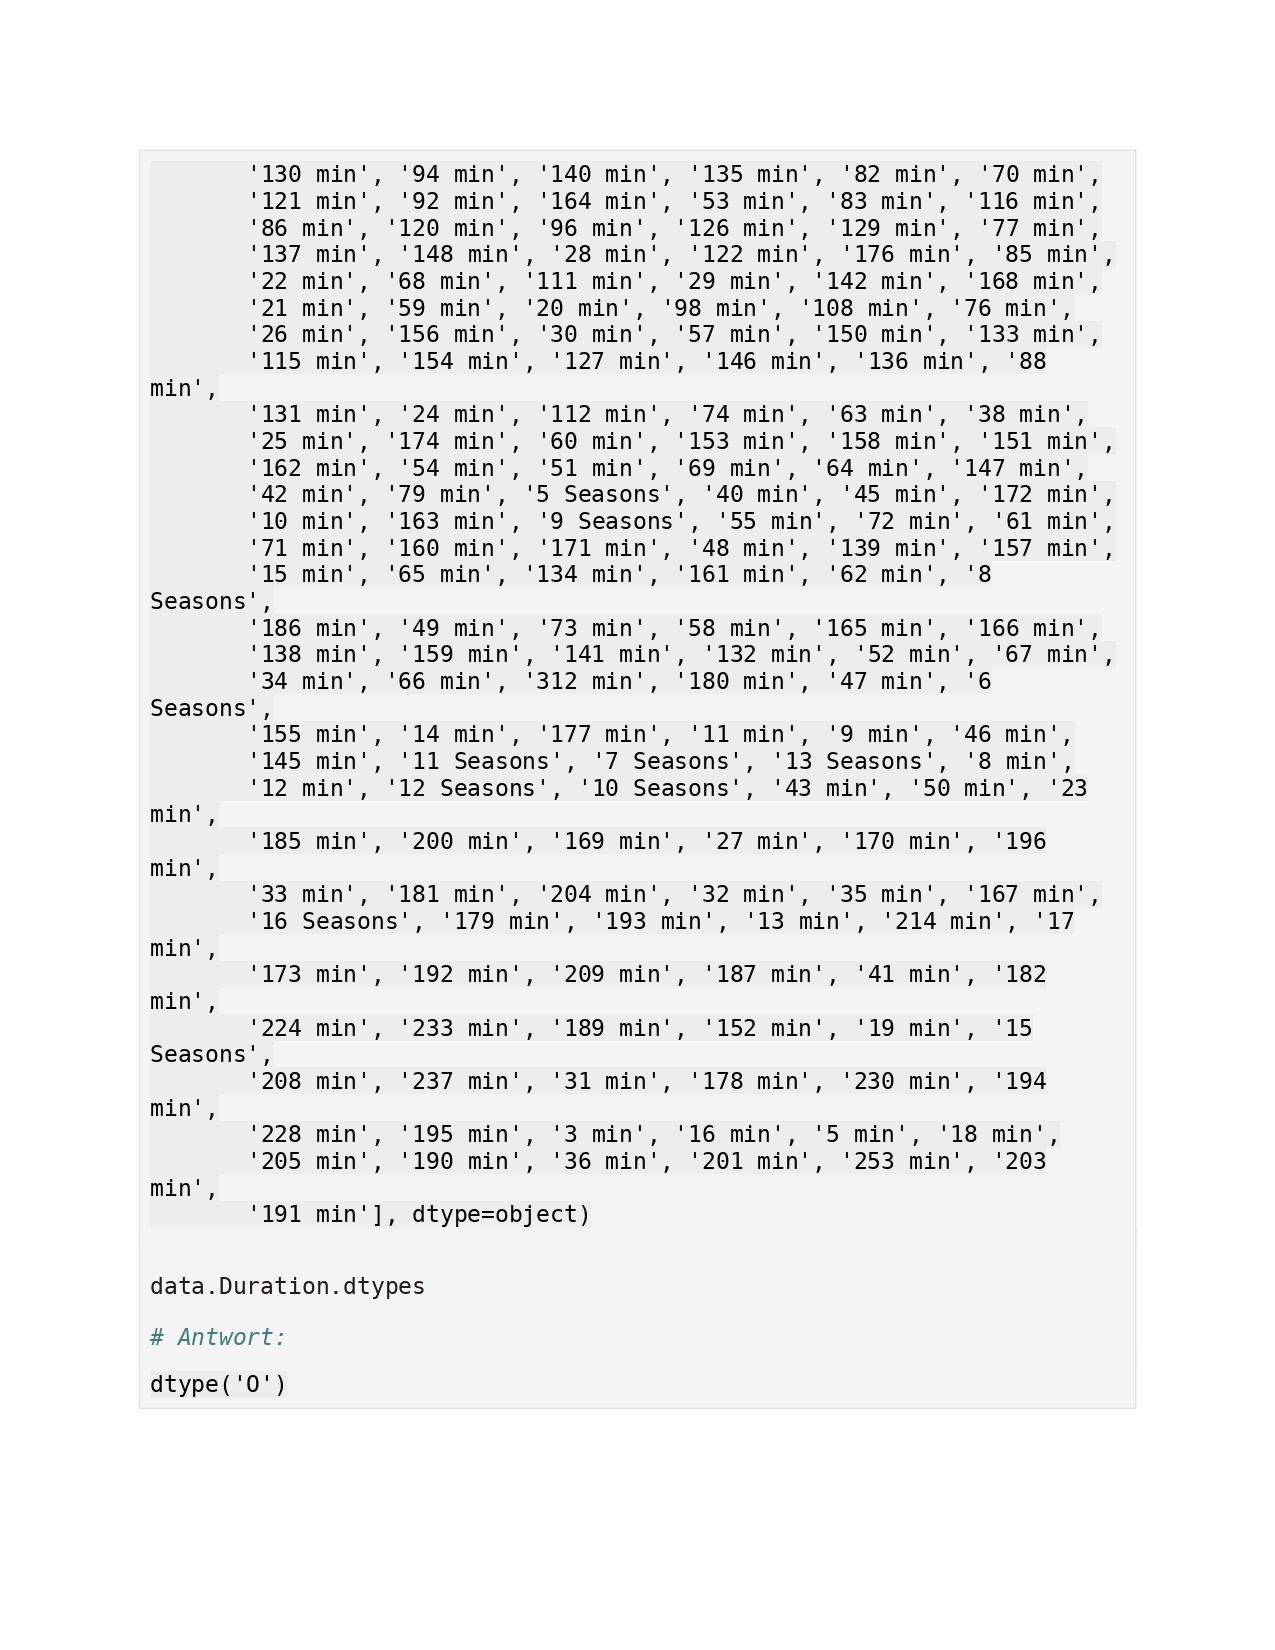 '130 min', '94 min', '140 min', '135 min', '82 min', '70 min',
'121 min', '92 min', '164 min', '53 min', '83 min', '116 min',
'86 min', '120 min', '96 min', '126 min', '129 min', '77 min',
'137 min', '148 min', '28 min', '122 min', '176 min', '85 min',
'22 min', '68 min', '111 min', '29 min', '142 min', '168 min',
'21 min', '59 min', '20 min', '98 min', '108 min', '76 min',
'26 min', '156 min', '30 min', '57 min', '150 min', '133 min',
'115 min', '154 min', '127 min', '146 min', '136 min', '88
min',
'131 min', '24 min', '112 min', '74 min', '63 min', '38 min',
'25 min', '174 min', '60 min', '153 min', '158 min', '151 min',
'162 min', '54 min', '51 min', '69 min', '64 min', '147 min',
'42 min', '79 min', '5 Seasons', '40 min', '45 min', '172 min',
'10 min', '163 min', '9 Seasons', '55 min', '72 min', '61 min',
'71 min', '160 min', '171 min', '48 min', '139 min', '157 min',
'15 min', '65 min', '134 min', '161 min', '62 min', '8
Seasons',
'186 min', '49 min', '73 min', '58 min', '165 min', '166 min',
'138 min', '159 min', '141 min', '132 min', '52 min', '67 min',
'34 min', '66 min', '312 min', '180 min', '47 min', '6
Seasons',
'155 min', '14 min', '177 min', '11 min', '9 min', '46 min',
'145 min', '11 Seasons', '7 Seasons', '13 Seasons', '8 min',
'12 min', '12 Seasons', '10 Seasons', '43 min', '50 min', '23
min',
'185 min', '200 min', '169 min', '27 min', '170 min', '196
min',
'33 min', '181 min', '204 min', '32 min', '35 min', '167 min',
'16 Seasons', '179 min', '193 min', '13 min', '214 min', '17
min',
'173 min', '192 min', '209 min', '187 min', '41 min', '182
min',
'224 min', '233 min', '189 min', '152 min', '19 min', '15
Seasons',
'208 min', '237 min', '31 min', '178 min', '230 min', '194
min',
'228 min', '195 min', '3 min', '16 min', '5 min', '18 min',
'205 min', '190 min', '36 min', '201 min', '253 min', '203
min',
'191 min'], dtype=object)
data.Duration.dtypes
# Antwort:
dtype('O')